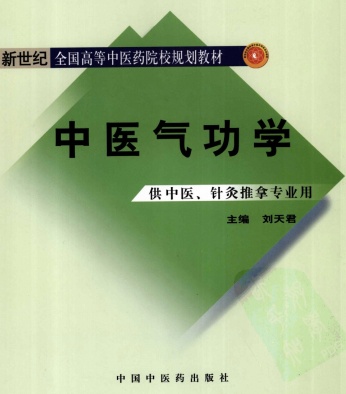 新世纪 全国高等中医药院校规划教材
中医气功学
供中医、针灸推拿专业用
主编 刘天君
中国中医药出版社